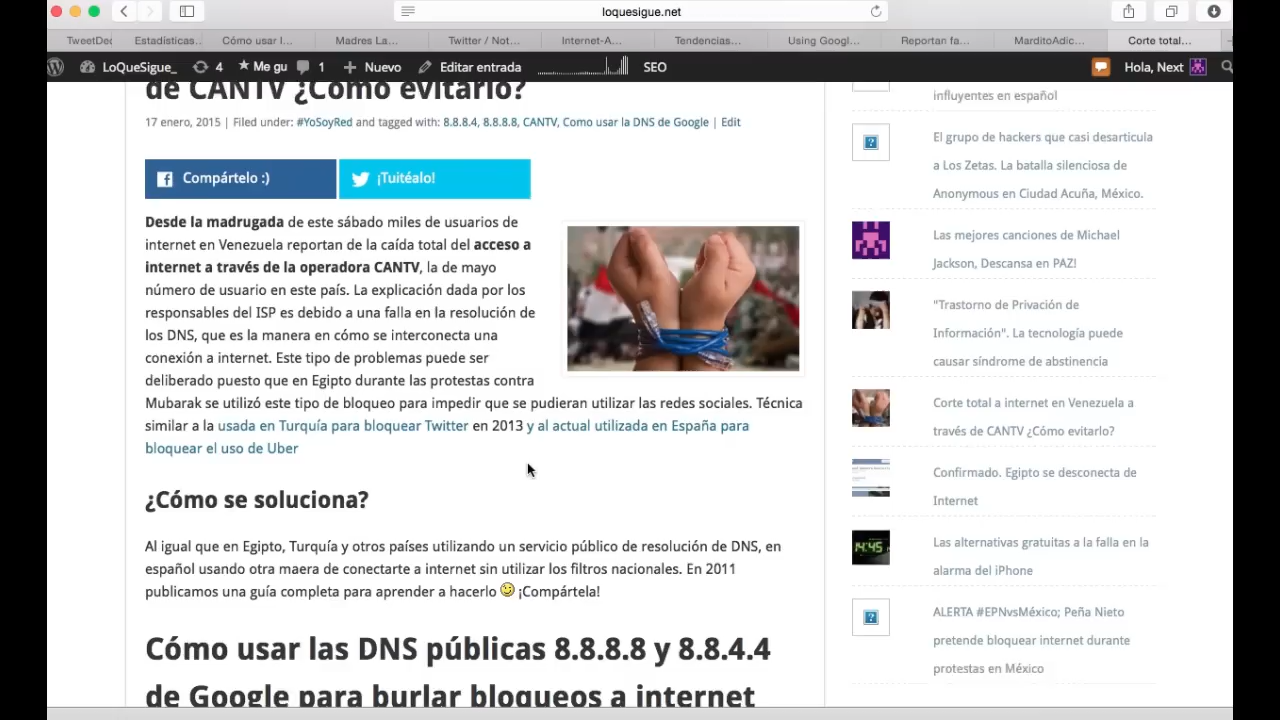 loquesigue.net
TweetDec
Estadísticas...
Cómo usar l...
Madres La...
Twitter / Not...
Internet-A...
Tendencias...
Using Googl...
Reportan fa...
MarditoAdic...
Corte total...
LoQueSigue_
4
Me gu
1
Nuevo
Editar entrada
SEO
Hola, Next
de CANTV ¿Cómo evitarlo?
17 enero, 2015 | Filed under: #YoSoyRed and tagged with: 8.8.8.4, 8.8.8.8, CANTV, Como usar la DNS de Google | Edit
Compártelo :)
¡Tuitéalo!
Desde la madrugada de este sábado miles de usuarios de
internet en Venezuela reportan de la caída total del acceso a
internet a través de la operadora CANTV, la de mayo
número de usuario en este país. La explicación dada por los
responsables del ISP es debido a una falla en la resolución de
los DNS, que es la manera en cómo se interconecta una
conexión a internet. Este tipo de problemas puede ser
deliberado puesto que en Egipto durante las protestas contra
Mubarak se utilizó este tipo de bloqueo para impedir que se pudieran utilizar las redes sociales. Técnica
similar a la usada en Turquía para bloquear Twitter en 2013 y al actual utilizada en España para
bloquear el uso de Uber
¿Cómo se soluciona?
Al igual que en Egipto, Turquía y otros países utilizando un servicio público de resolución de DNS, en
español usando otra maera de conectarte a internet sin utilizar los filtros nacionales. En 2011
publicamos una guía completa para aprender a hacerlo ¡Compártela!
Cómo usar las DNS públicas 8.8.8.8 y 8.8.4.4
de Google para burlar bloqueos a internet
influyentes en español
El grupo de hackers que casi desarticula
a Los Zetas. La batalla silenciosa de
Anonymous en Ciudad Acuña, México.
Las mejores canciones de Michael
Jackson, Descansa en PAZ!
"Trastorno de Privación de
Información". La tecnología puede
causar síndrome de abstinencia
Corte total a internet en Venezuela a
través de CANTV ¿Cómo evitarlo?
Confirmado. Egipto se desconecta de
Internet
14:45
Las alternativas gratuitas a la falla en la
alarma del iPhone
ALERTA #EPNvsMéxico; Peña Nieto
pretende bloquear internet durante
protestas en México